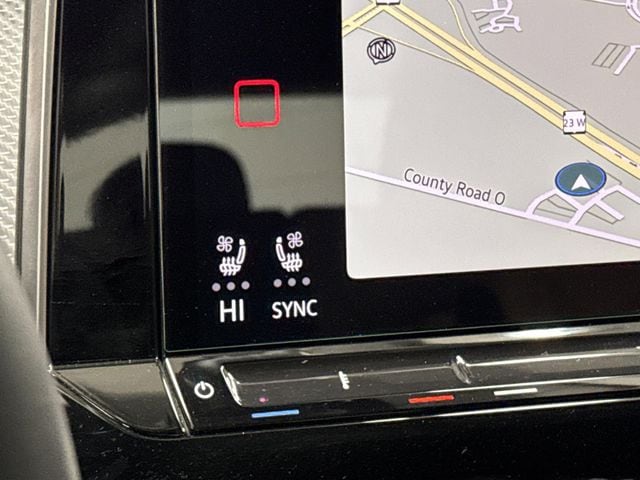 N
23 W
County Road O
HI SYNC